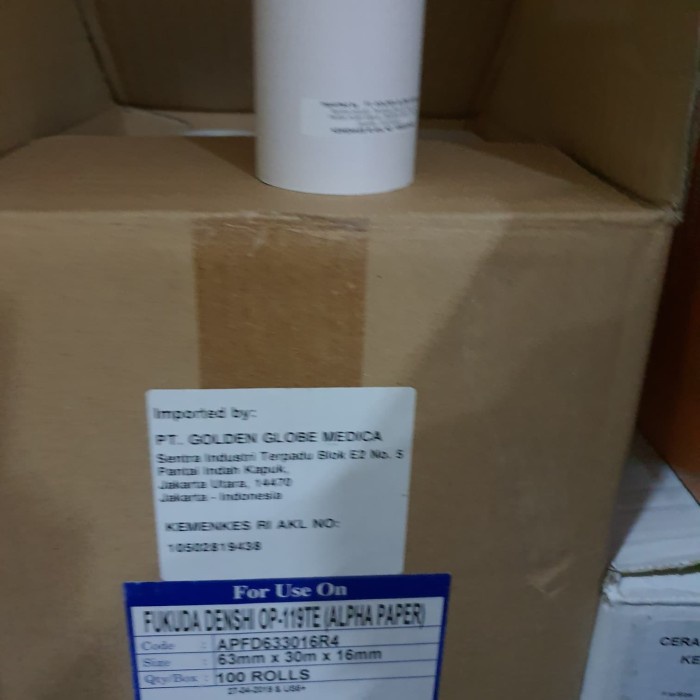 Imported by:
PT. GOLDEN GLOBE MEDICA
Sentra Industri Terpadu Blok E2 No. 5
Pantai Indah Kapuk,
Jakarta Utara, 14470
Jakarta - Indonesia
KEMENKES RI AKL NO:
10502819438
For Use On
FUKUDA DENSHI OP-119TE (ALPHA PAPER)
Code : APFD633016R4
Size : 63mm x 30m x 16mm
Qty/Box : 100 ROLLS
CERA
KE